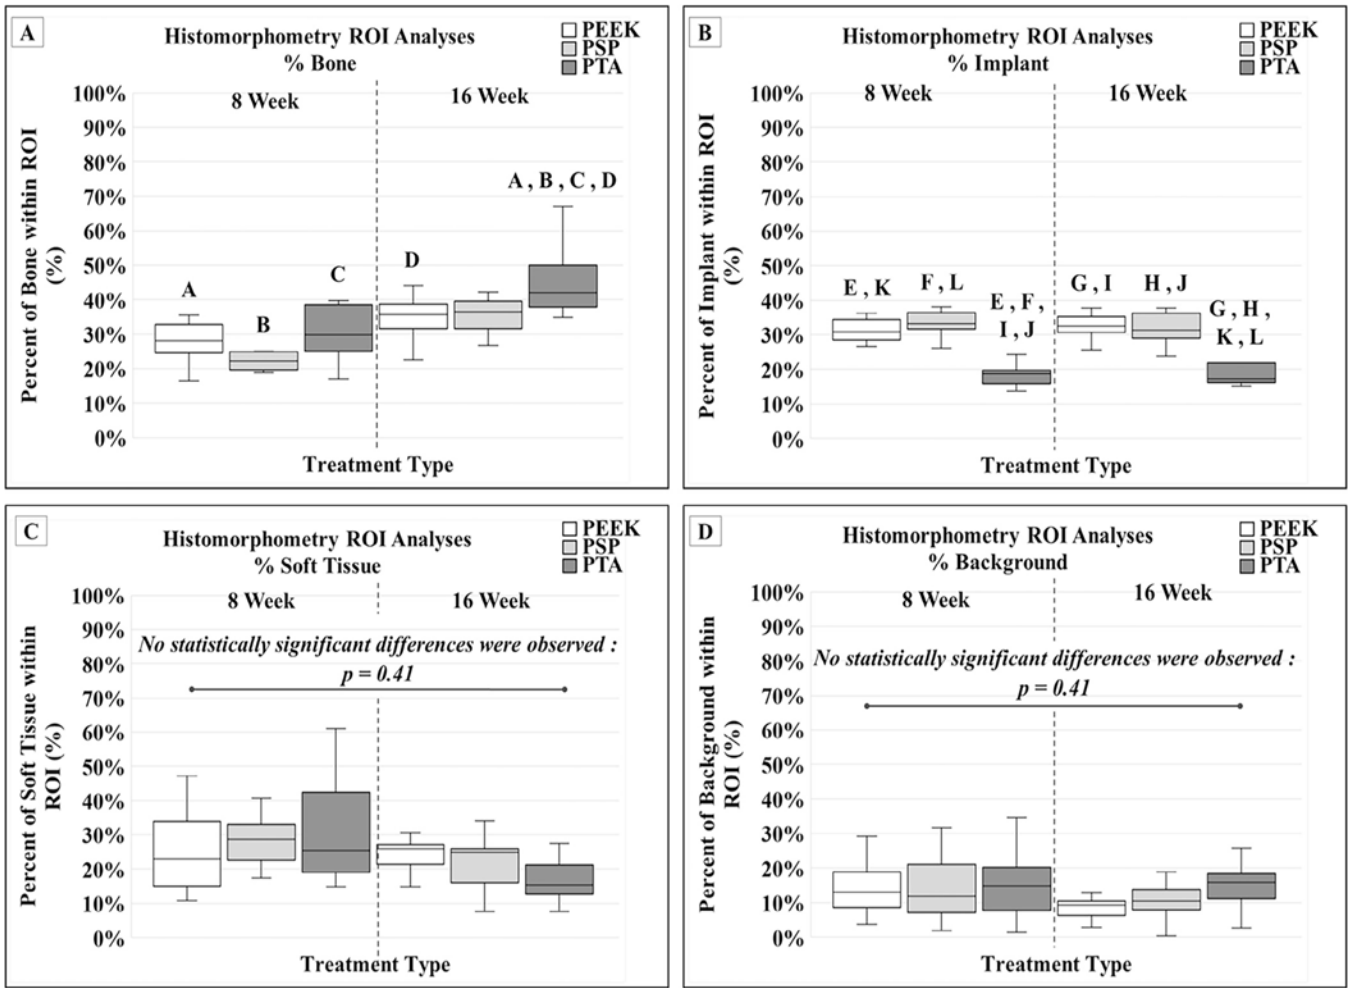 A
Histomorphometry ROI Analyses
% Bone
PEEK
PSP
PTA
8 Week
16 Week
Percent of Bone within ROI
(%)
100%
90%
80%
70%
60%
50%
40%
30%
20%
10%
0%
A
B
C
D
A , B , C , D
Treatment Type
B
Histomorphometry ROI Analyses
% Implant
PEEK
PSP
PTA
8 Week
16 Week
Percent of Implant within ROI
(%)
100%
90%
80%
70%
60%
50%
40%
30%
20%
10%
0%
E , K
F , L
E , F ,
I , J
G , I
H , J
G , H ,
K , L
Treatment Type
C
Histomorphometry ROI Analyses
% Soft Tissue
PEEK
PSP
PTA
8 Week
16 Week
Percent of Soft Tissue within
ROI (%)
100%
90%
80%
70%
60%
50%
40%
30%
20%
10%
0%
No statistically significant differences were observed :
p = 0.41
Treatment Type
D
Histomorphometry ROI Analyses
% Background
PEEK
PSP
PTA
8 Week
16 Week
Percent of Background within
ROI (%)
100%
90%
80%
70%
60%
50%
40%
30%
20%
10%
0%
No statistically significant differences were observed :
p = 0.41
Treatment Type